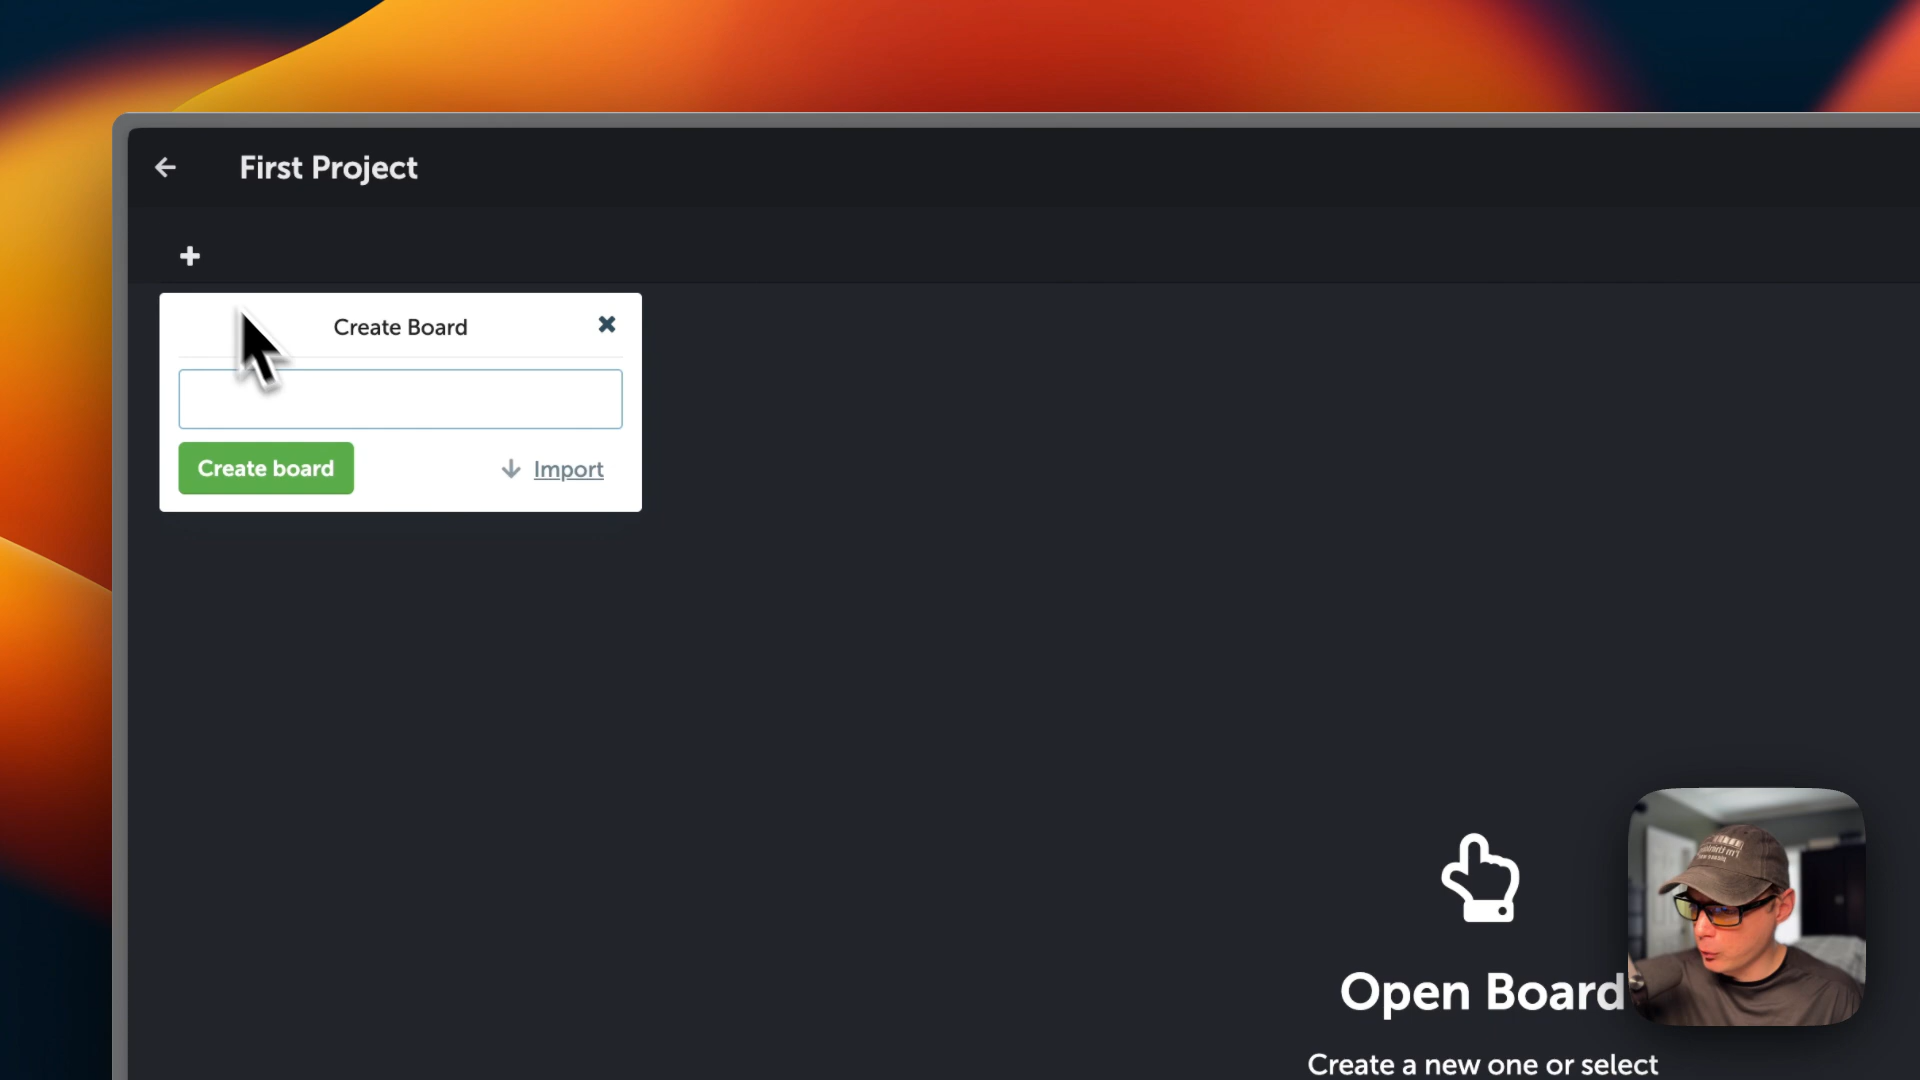 First Project
Create Board
Create board
Import
Open Board
Create a new one or select